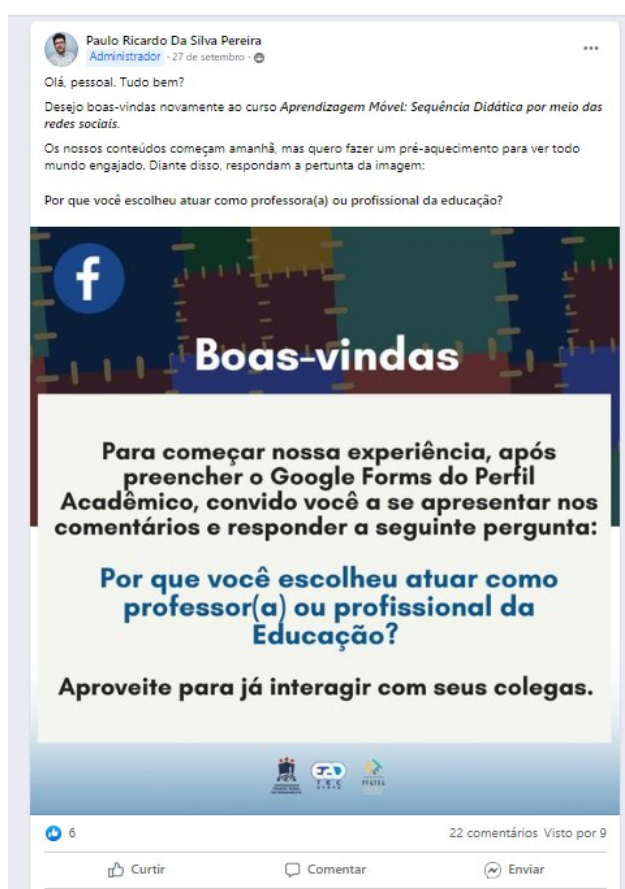 Paulo Ricardo Da Silva Pereira
Administrador · 27 de setembro ·
Olá, pessoal. Tudo bem?
Desejo boas-vindas novamente ao curso Aprendizagem Móvel: Sequência Didática por meio das
redes sociais.
Os nossos conteúdos começam amanhã, mas quero fazer um pré-aquecimento para ver todo
mundo engajado. Diante disso, respondam a pertunta da imagem:
Por que você escolheu atuar como professora(a) ou profissional da educação?
f
Boas-vindas
Para começar nossa experiência, após
preencher o Google Forms do Perfil
Acadêmico, convido você a se apresentar nos
comentários e responder a seguinte pergunta:
Por que você escolheu atuar como
professor(a) ou profissional da
Educação?
Aproveite para já interagir com seus colegas.
EAD
TEC
PPGTEG
6
22 comentários Visto por 9
Curtir
Comentar
Enviar